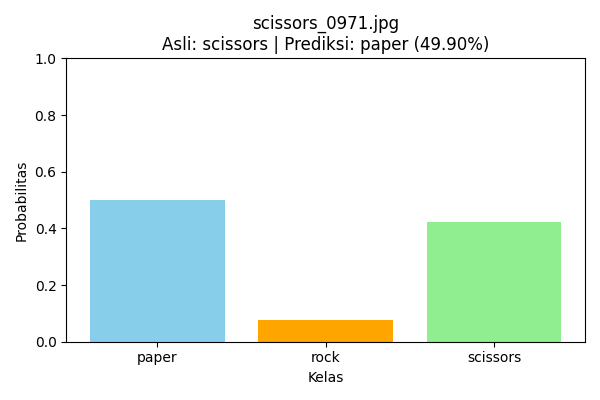 scissors_0971.jpg
Asli: scissors | Prediksi: paper (49.90%)
1.0
0.8
0.6
0.4
0.2
0.0
Probabilitas
paper
rock
scissors
Kelas